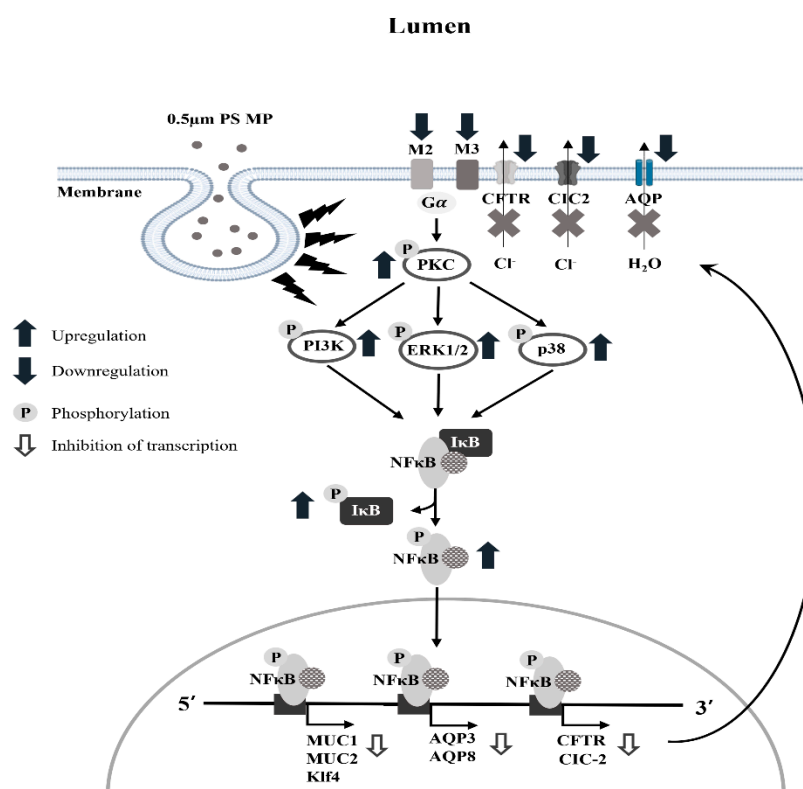 Lumen
0.5μm PS MP
M2
M3
Membrane
CFTR
ClC2
AQP
Gα
P
PKC
Cl⁻
Cl⁻
H₂O
P
PI3K
P
ERK1/2
P
p38
Upregulation
Downregulation
P Phosphorylation
Inhibition of transcription
IκB
NFκB
P
IκB
P
NFκB
P
NFκB
P
NFκB
P
NFκB
5′
3′
MUC1
MUC2
Klf4
AQP3
AQP8
CFTR
ClC-2